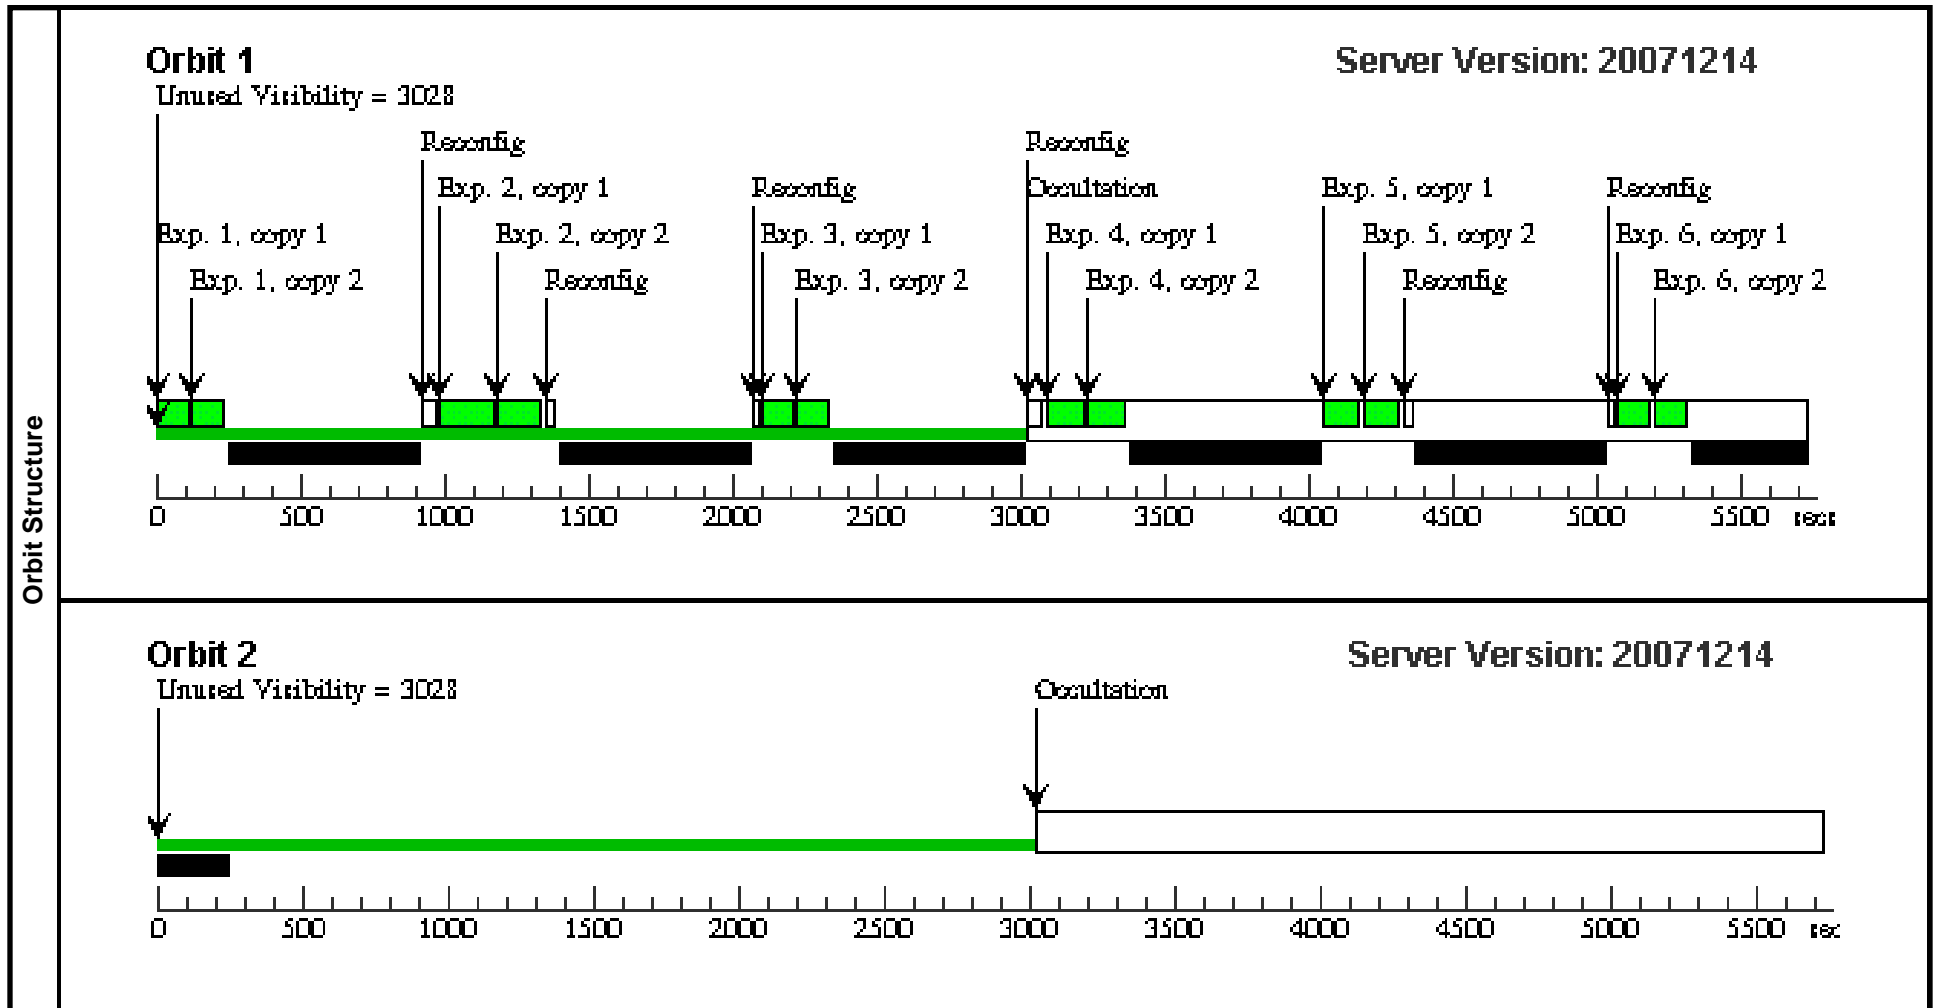 Orbit Structure
Orbit 1
Server Version: 20071214
Unused Visibility = 3028
Reconfig
Reconfig
Exp. 2, copy 1
Reconfig
Occultation
Exp. 5, copy 1
Reconfig
Exp. 1, copy 1
Exp. 2, copy 2
Exp. 3, copy 1
Exp. 4, copy 1
Exp. 5, copy 2
Exp. 6, copy 1
Exp. 1, copy 2
Reconfig
Exp. 3, copy 2
Exp. 4, copy 2
Reconfig
Exp. 6, copy 2
0 500 1000 1500 2000 2500 3000 3500 4000 4500 5000 5500 secs
Orbit 2
Server Version: 20071214
Unused Visibility = 3028
Occultation
0 500 1000 1500 2000 2500 3000 3500 4000 4500 5000 5500 sec